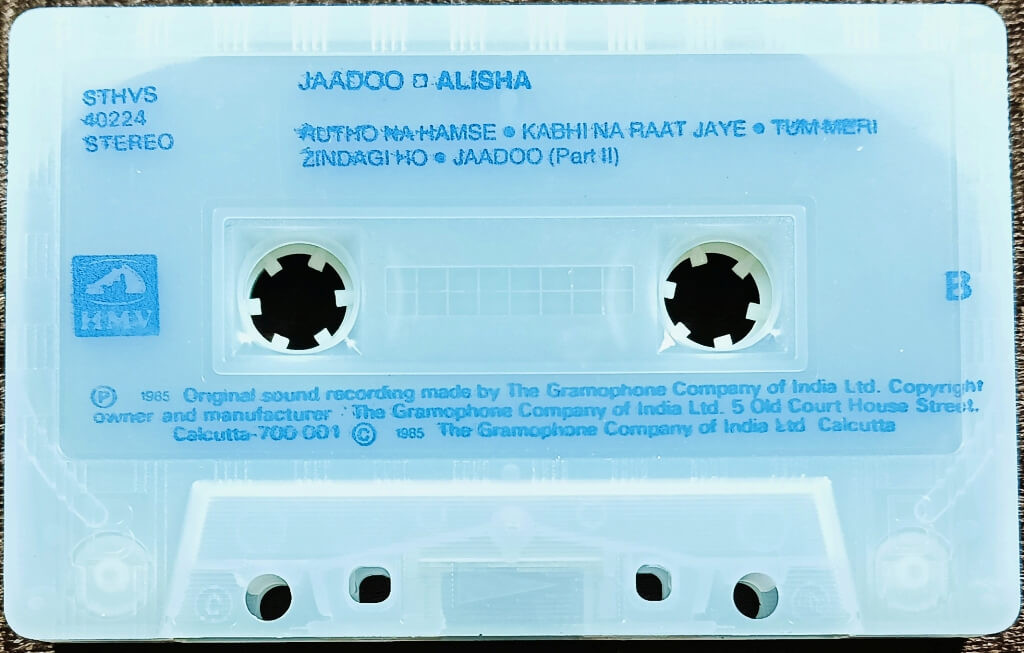 JAADOO ◻ ALISHA
STHVS
40224
STEREO
RUTHO NA HAMSE • KABHI NA RAAT JAYE • TUM MERI
ZINDAGI HO • JAADOO (Part II)
HMV
B
Ⓟ 1985 Original sound recording made by The Gramophone Company of India Ltd. Copyright
owner and manufacturer : The Gramophone Company of India Ltd. 5 Old Court House Street.
Calcutta-700 001 © 1985 The Gramophone Company of India Ltd Calcutta